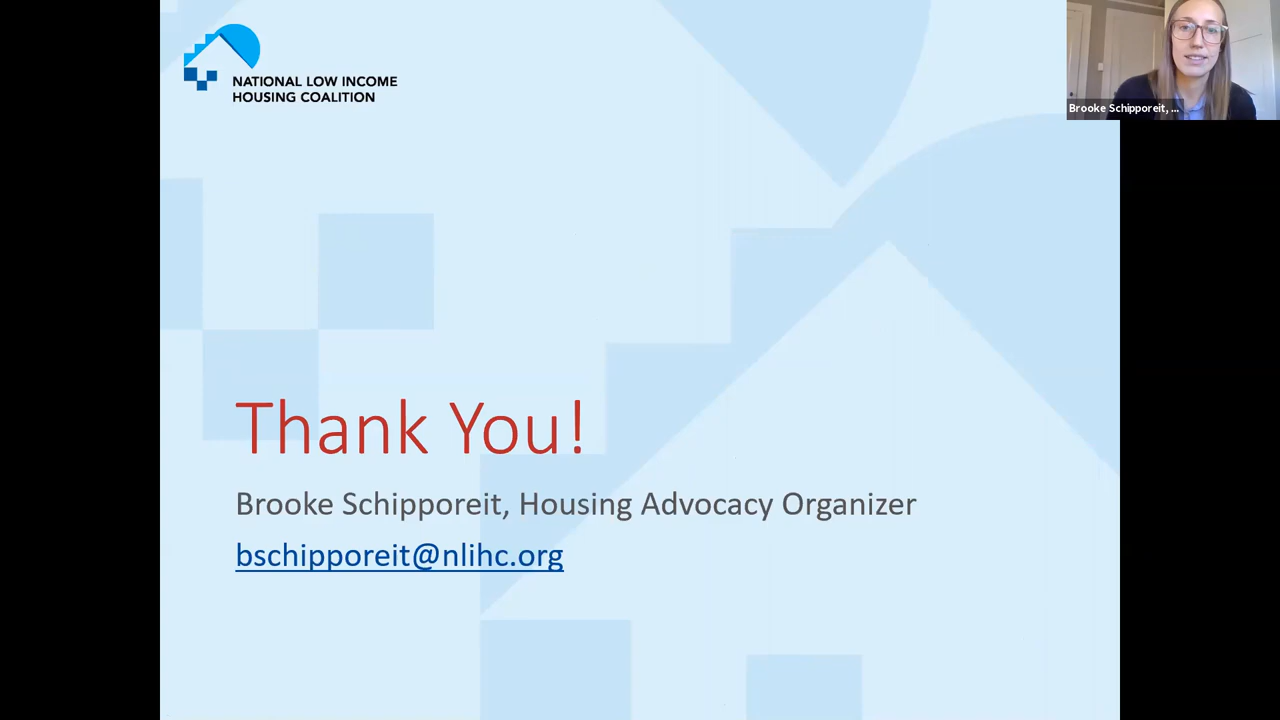 NATIONAL LOW INCOME
HOUSING COALITION
Brooke Schipporeit, ...
Thank You!
Brooke Schipporeit, Housing Advocacy Organizer
bschipporeit@nlihc.org